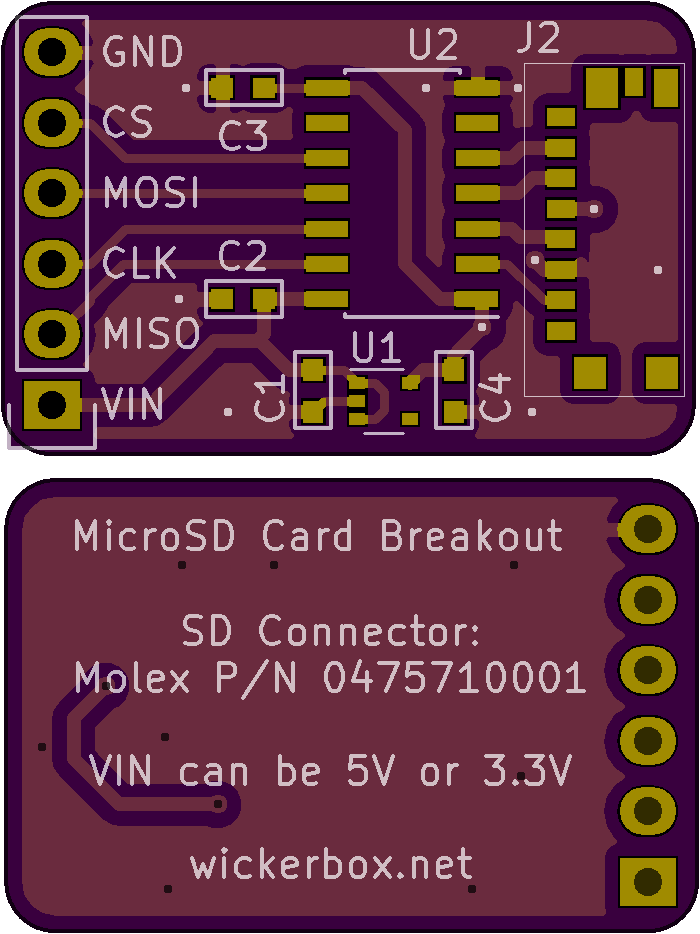 U2 J2
GND
CS C3
MOSI
CLK C2
MISO
U1
VIN C1 C4
MicroSD Card Breakout
SD Connector:
Molex P/N 0475710001
VIN can be 5V or 3.3V
wickerbox.net